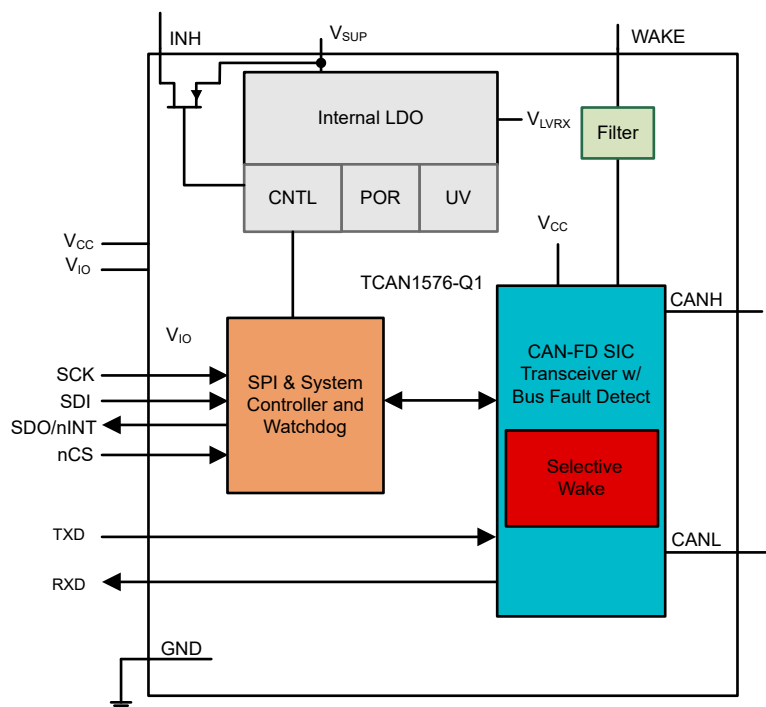 INH
VSUP
WAKE
Internal LDO
VLVRX
Filter
CNTL
POR
UV
VCC
VIO
VCC
TCAN1576-Q1
CANH
VIO
SCK
SDI
SDO/nINT
nCS
SPI & System
Controller and
Watchdog
CAN-FD SIC
Transceiver w/
Bus Fault Detect
Selective
Wake
TXD
CANL
RXD
GND